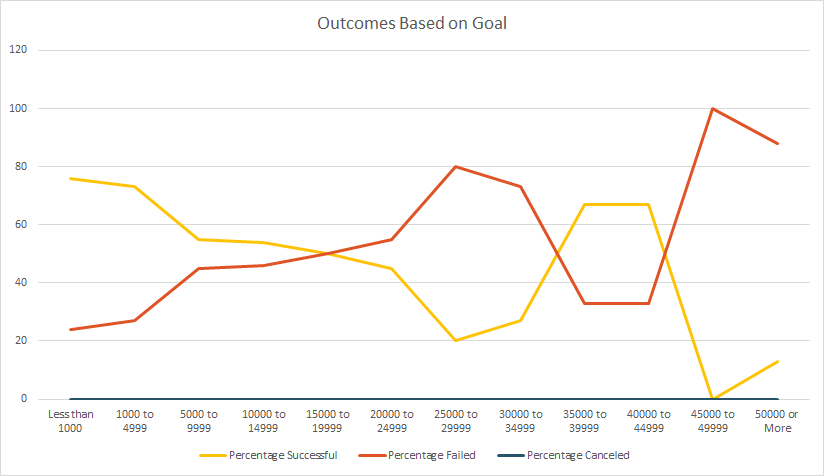 Outcomes Based on Goal
120
100
80
60
40
20
0
Less than
1000
1000 to
4999
5000 to
9999
10000 to
14999
15000 to
19999
20000 to
24999
25000 to
29999
30000 to
34999
35000 to
39999
40000 to
44999
45000 to
49999
50000 or
More
Percentage Successful
Percentage Failed
Percentage Canceled